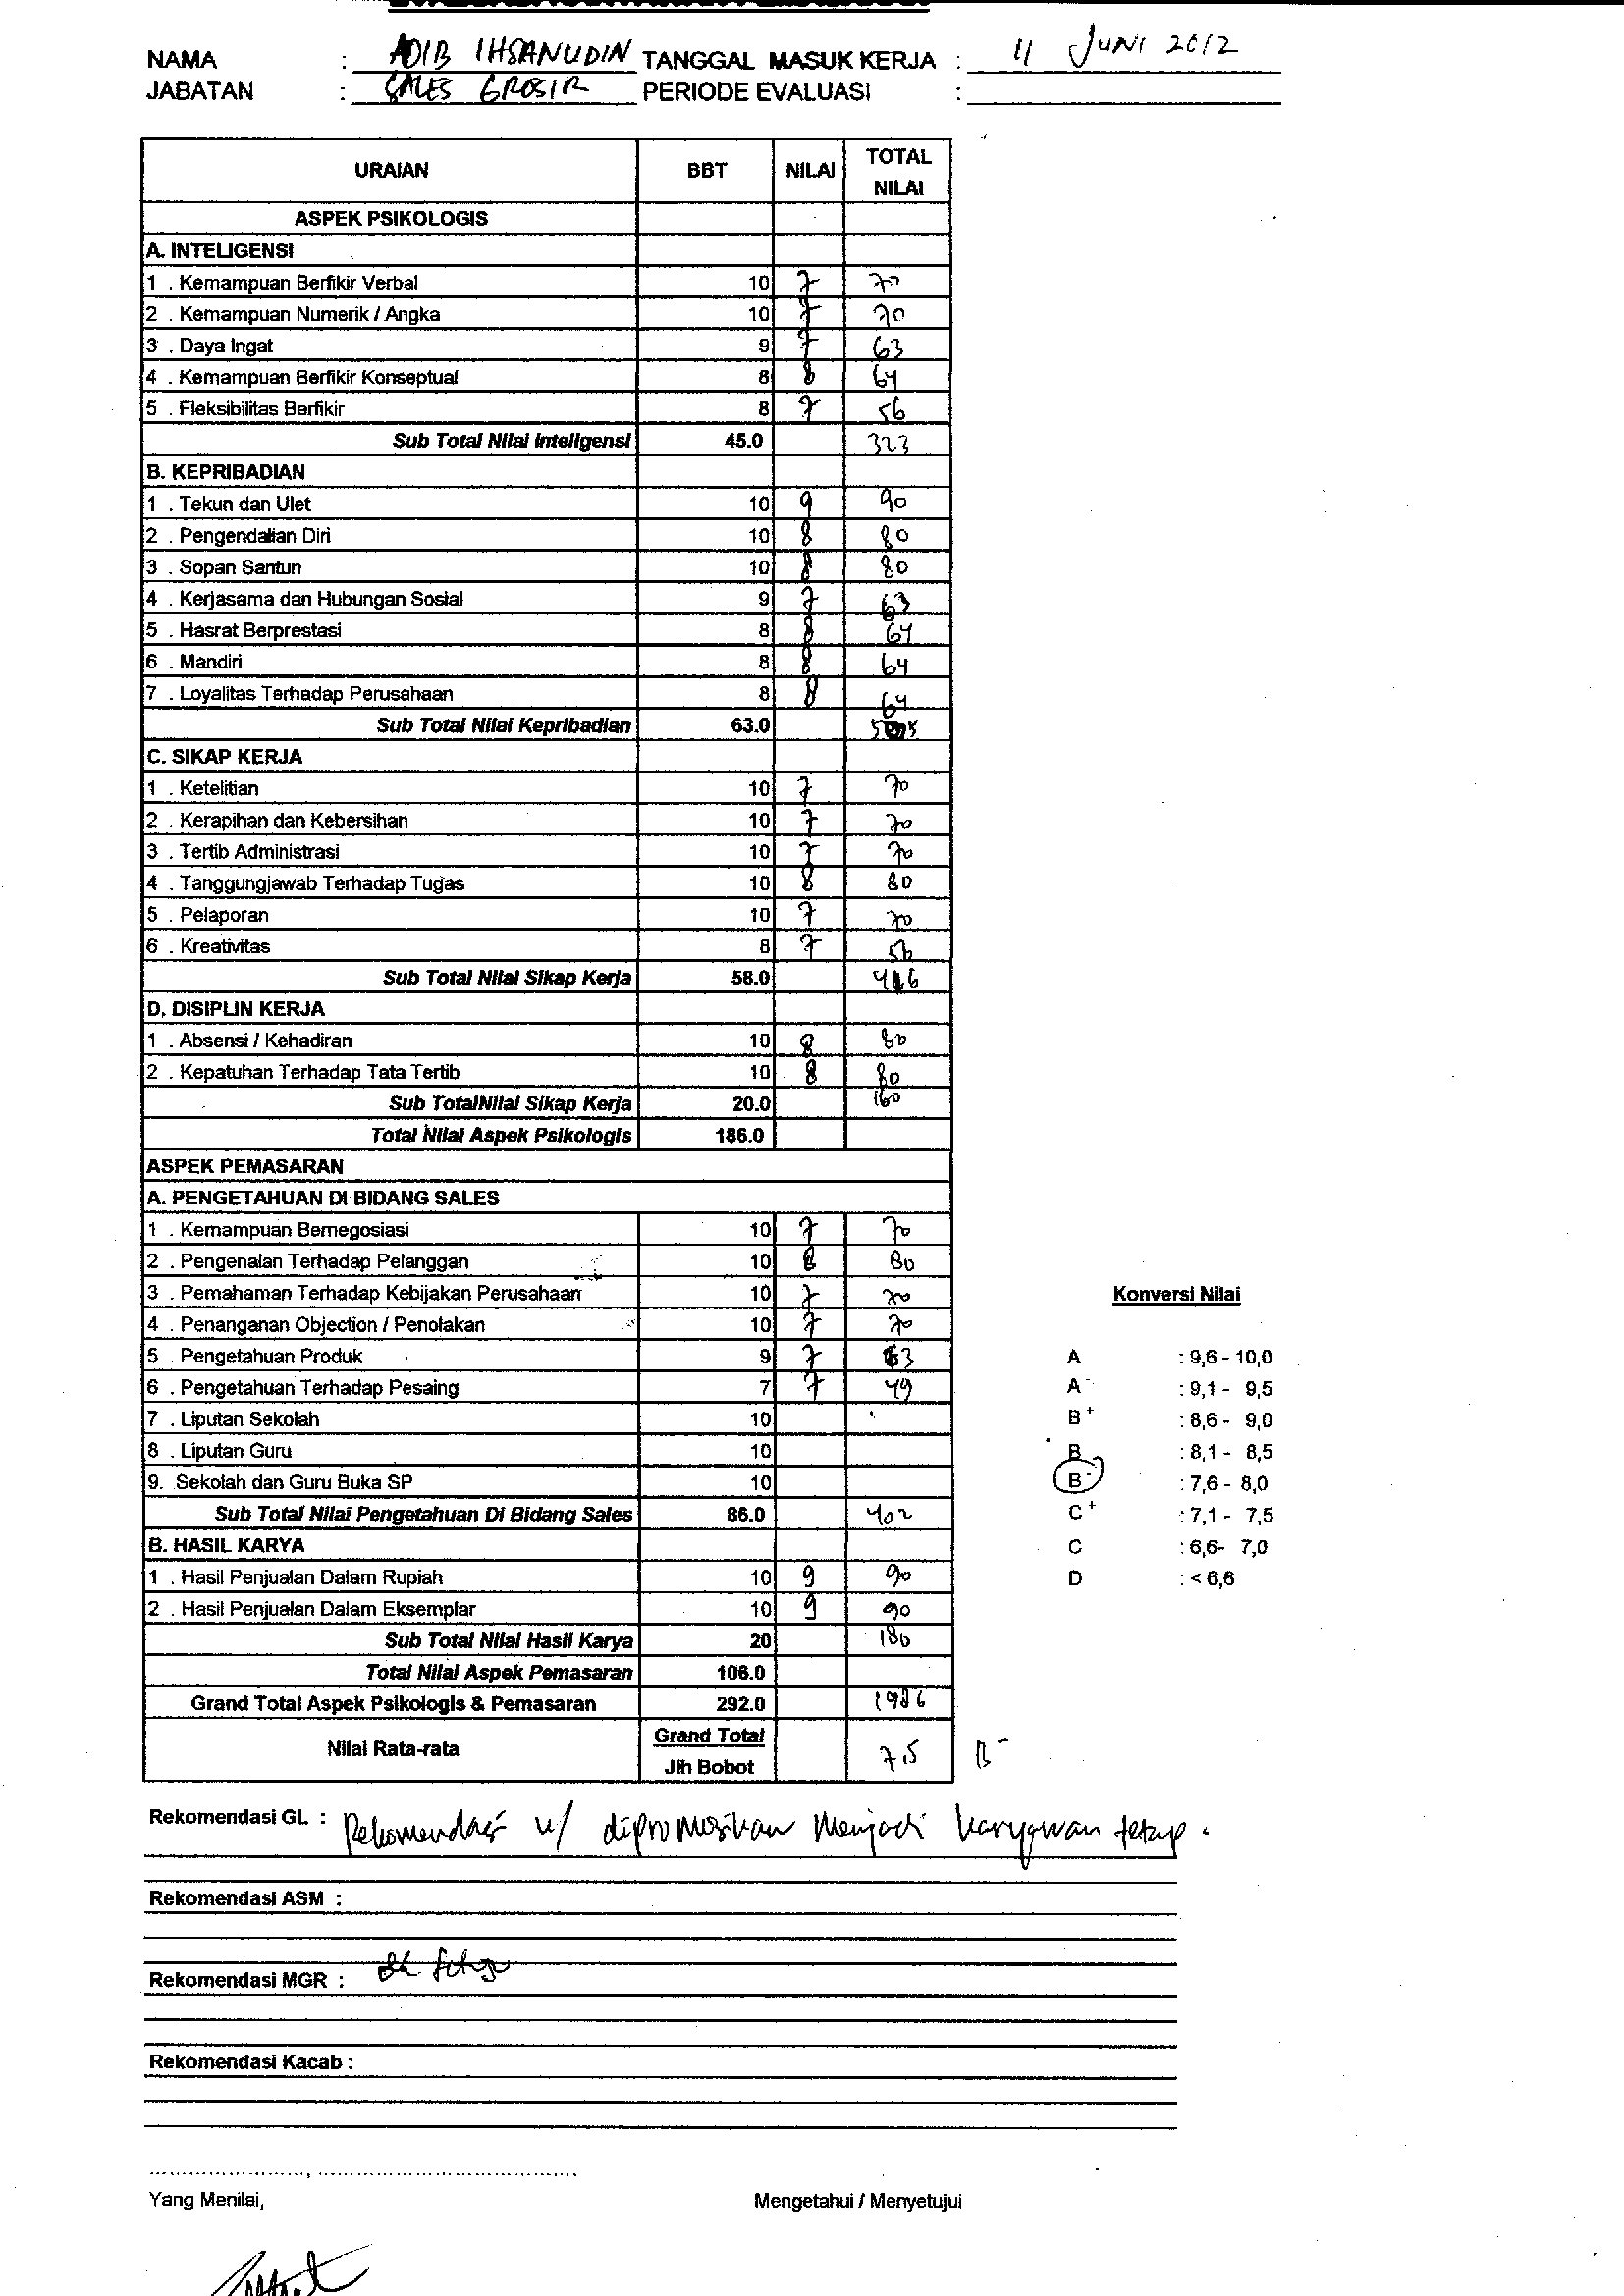 NAMA : ADIB IHSANUDIN TANGGAL MASUK KERJA : 11 JUNI 2012
JABATAN : SALES GROSIR PERIODE EVALUASI :
URAIAN BBT NILAI TOTAL NILAI
ASPEK PSIKOLOGIS
A. INTELIGENSI
1 . Kemampuan Berfikir Verbal 10 7 70
2 . Kemampuan Numerik / Angka 10 7 70
3 . Daya Ingat 9 7 63
4 . Kemampuan Berfikir Konseptual 8 8 64
5 . Fleksibilitas Berfikir 8 7 56
Sub Total Nilai Inteligensi 45.0 323
B. KEPRIBADIAN
1 . Tekun dan Ulet 10 9 90
2 . Pengendalian Diri 10 8 80
3 . Sopan Santun 10 8 80
4 . Kerjasama dan Hubungan Sosial 9 7 63
5 . Hasrat Berprestasi 8 8 64
6 . Mandiri 8 8 64
7 . Loyalitas Terhadap Perusahaan 8 8 64
Sub Total Nilai Kepribadian 63.0
C. SIKAP KERJA
1 . Ketelitian 10 7 70
2 . Kerapihan dan Kebersihan 10 7 70
3 . Tertib Administrasi 10 7 70
4 . Tanggungjawab Terhadap Tugas 10 8 80
5 . Pelaporan 10 7 70
6 . Kreativitas 8 7 56
Sub Total Nilai Sikap Kerja 58.0 416
D. DISIPLIN KERJA
1 . Absensi / Kehadiran 10 8 80
2 . Kepatuhan Terhadap Tata Tertib 10 8 80
Sub TotalNilai Sikap Kerja 20.0 160
Total Nilai Aspek Psikologis 186.0
ASPEK PEMASARAN
A. PENGETAHUAN DI BIDANG SALES
1 . Kemampuan Bernegosiasi 10 7 70
2 . Pengenalan Terhadap Pelanggan 10 8 80
3 . Pemahaman Terhadap Kebijakan Perusahaan 10 7 70
4 . Penanganan Objection / Penolakan 10 7 70
5 . Pengetahuan Produk 9 7 63
6 . Pengetahuan Terhadap Pesaing 7 7 49
7 . Liputan Sekolah 10
8 . Liputan Guru 10
9. Sekolah dan Guru Buka SP 10
Sub Total Nilai Pengetahuan Di Bidang Sales 86.0 402
B. HASIL KARYA
1 . Hasil Penjualan Dalam Rupiah 10 9 90
2 . Hasil Penjualan Dalam Eksemplar 10 9 90
Sub Total Nilai Hasil Karya 20 180
Total Nilai Aspek Pemasaran 106.0
Grand Total Aspek Psikologis & Pemasaran 292.0
Nilai Rata-rata Grand Total Jlh Bobot 7,5 B-
Konversi Nilai
A : 9,6 - 10,0
A- : 9,1 - 9,5
B+ : 8,6 - 9,0
B : 8,1 - 8,5
B- : 7,6 - 8,0
C+ : 7,1 - 7,5
C : 6,6- 7,0
D : < 6,6
Rekomendasi GL : Rekomendasi u/ dipromosikan menjadi karyawan tetap.
Rekomendasi ASM :
Rekomendasi MGR :
Rekomendasi Kacab :
Yang Menilai, Mengetahui / Menyetujui